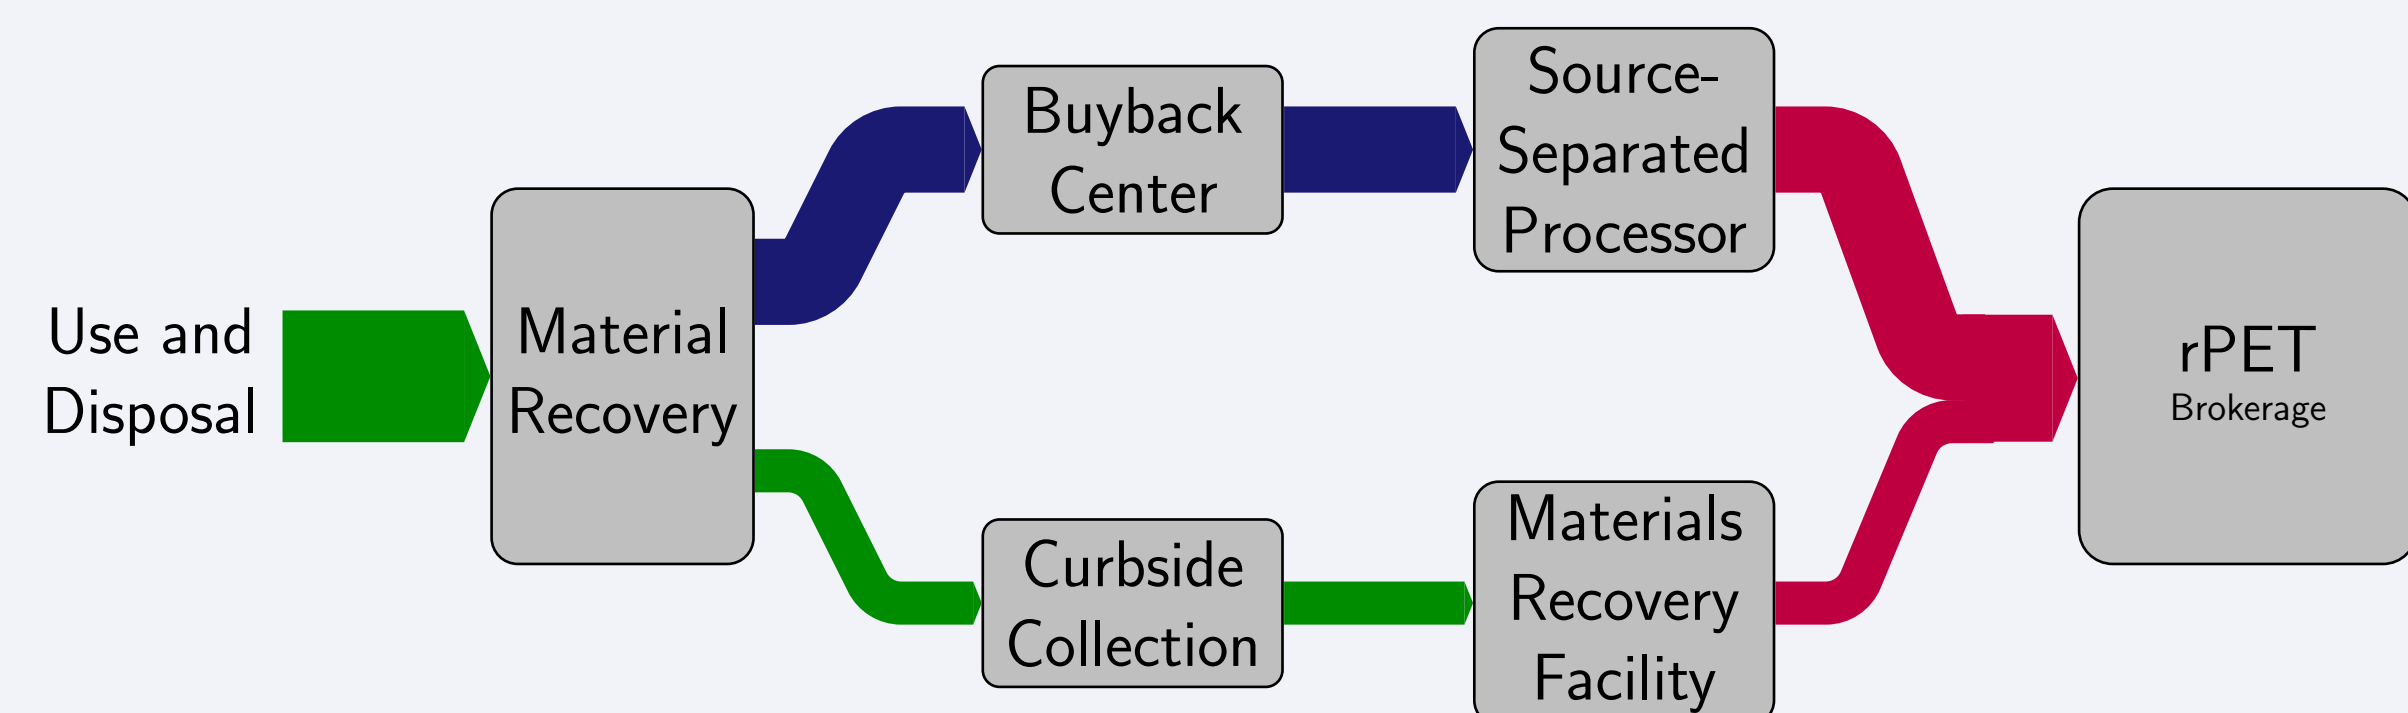 Use and
Disposal
Material
Recovery
Buyback
Center
Curbside
Collection
Source-
Separated
Processor
Materials
Recovery
Facility
rPET
Brokerage